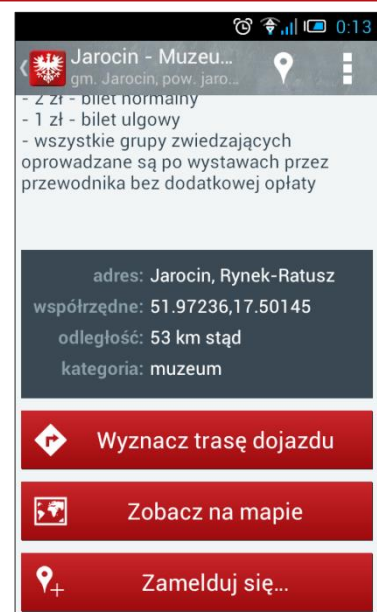 0:13
Jarocin - Muzeu...
gm. Jarocin, pow. jaro...
- 2 zł - bilet normalny
- 1 zł - bilet ulgowy
- wszystkie grupy zwiedzających
oprowadzane są po wystawach przez
przewodnika bez dodatkowej opłaty
adres: Jarocin, Rynek-Ratusz
współrzędne: 51.97236,17.50145
odległość: 53 km stąd
kategoria: muzeum
Wyznacz trasę dojazdu
Zobacz na mapie
Zamelduj się...